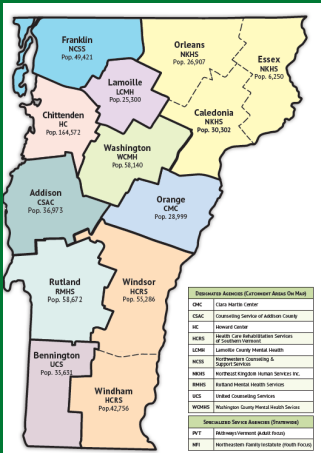 Franklin
NCSS
Pop. 49,421
Orleans
NKHS
Pop. 26,907
Essex
NKHS
Pop. 6,250
Lamoille
LCMH
Pop. 25,300
Chittenden
HC
Pop. 164,572
Caledonia
NKHS
Pop. 30,302
Washington
WCMH
Pop. 58,140
Addison
CSAC
Pop. 36,973
Orange
CMC
Pop. 28,999
Rutland
RMHS
Pop. 58,672
Windsor
HCRS
Pop. 55,286
Bennington
UCS
Pop. 35,631
Windham
HCRS
Pop. 42,756
Designated Agencies (Catchment Areas On Map)
CMC Clara Martin Center
CSAC Counseling Service of Addison County
HC Howard Center
HCRS Health Care Rehabilitation Services
of Southern Vermont
LCMH Lamoille County Mental Health
NCSS Northwestern Counseling &
Support Services
NKHS Northeast Kingdom Human Services Inc.
RMHS Rutland Mental Health Services
UCS United Counseling Services
WCMHS Washington County Mental Health Services
Specialized Service Agencies (Statewide)
PVT Pathways Vermont (Adult Focus)
NFI Northeastern Family Institute (Youth Focus)